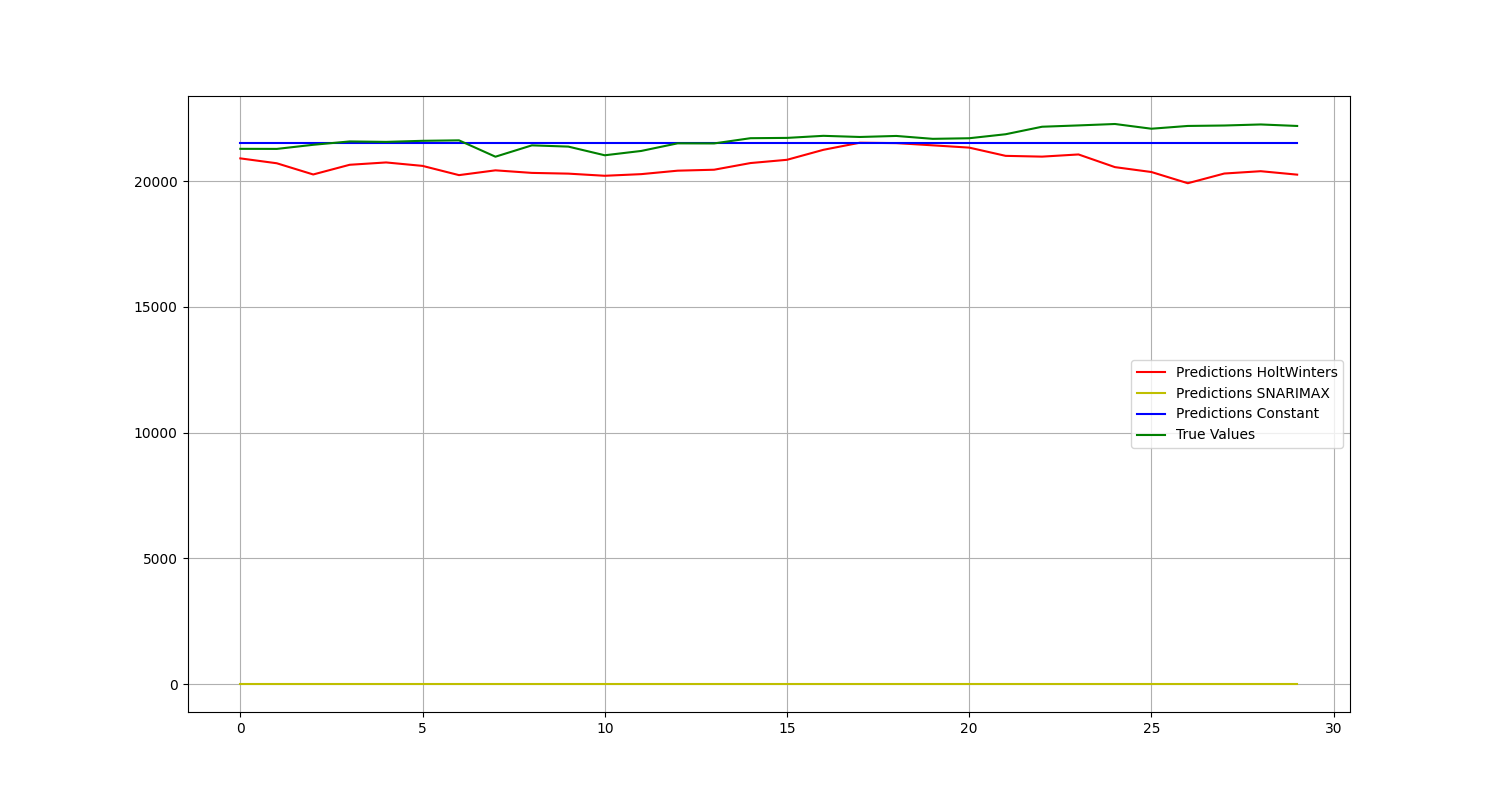 20000
15000
10000
5000
0
0 5 10 15 20 25 30
Predictions HoltWinters
Predictions SNARIMAX
Predictions Constant
True Values